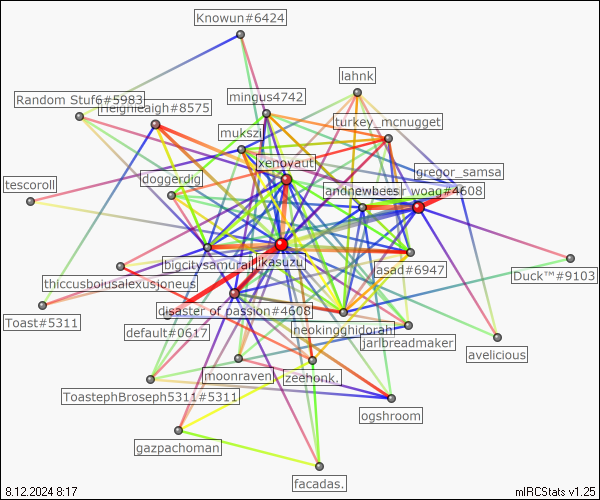 Knowun#6424
lahnk
Random Stuf6#5983
mingus4742
Heighleaigh#8575
turkey_mcnugget
mukszi
xenoyaut
gregor_samsa
doggerdig
andnewbees
woag#4608
tescoroll
bigcitysamurai
ikasuzu
asad#6947
Duck™#9103
thiccusboiusalexusjoneus
disaster of passion#4608
Toast#5311
default#0617
neokingghidorah
jarlbreadmaker
avelicious
moonraven
zeehonk.
ToastephBroseph5311#5311
ogshroom
gazpachoman
facadas.
8.12.2024 8:17
mIRCStats v1.25